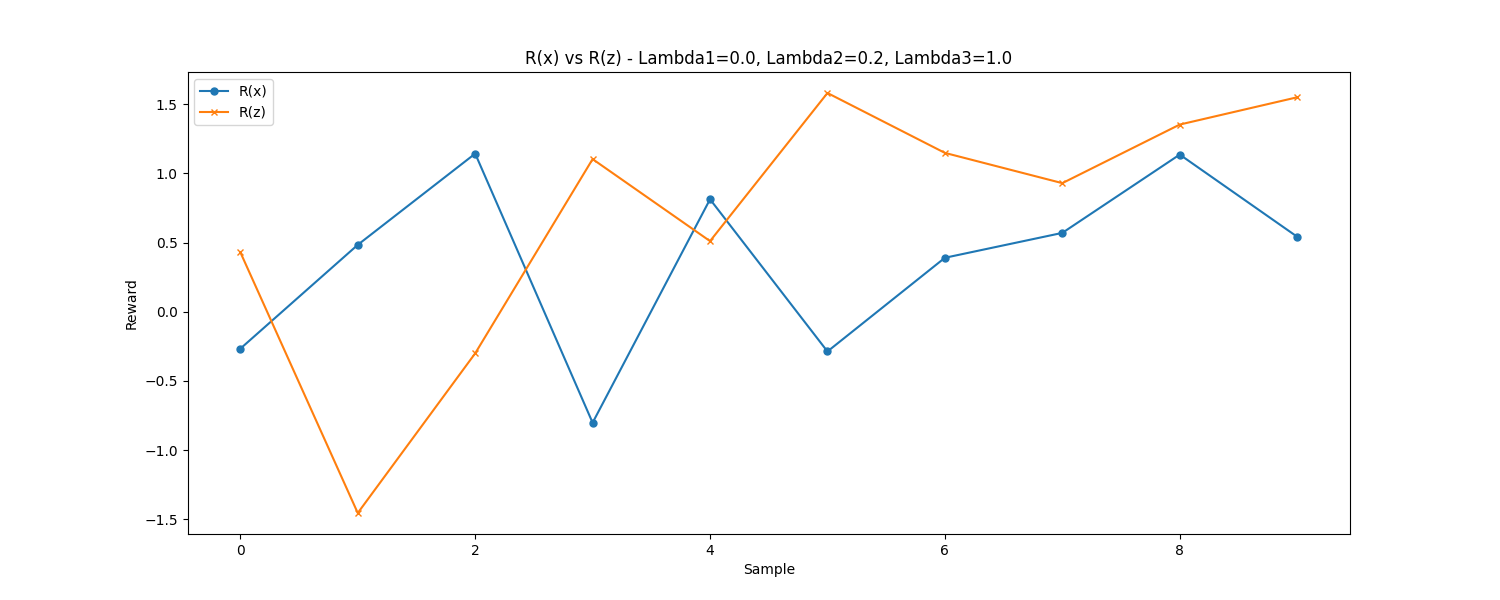 R(x) vs R(z) - Lambda1=0.0, Lambda2=0.2, Lambda3=1.0
R(x)
R(z)
1.5
1.0
0.5
0.0
−0.5
−1.0
−1.5
Reward
0 2 4 6 8
Sample